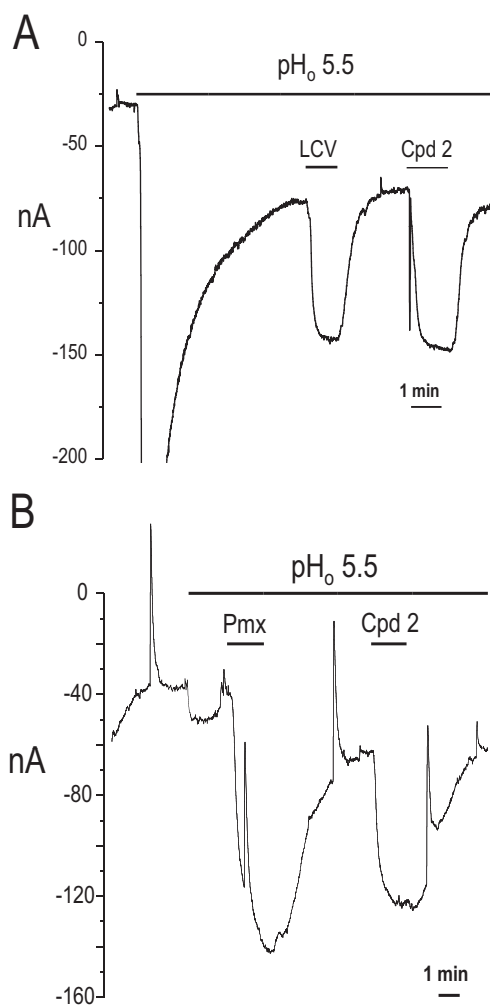 A
0
pHₒ 5.5
-50
LCV
Cpd 2
nA
-100
-150
1 min
-200
B
pHₒ 5.5
0
Pmx
Cpd 2
-40
nA
-80
-120
1 min
-160